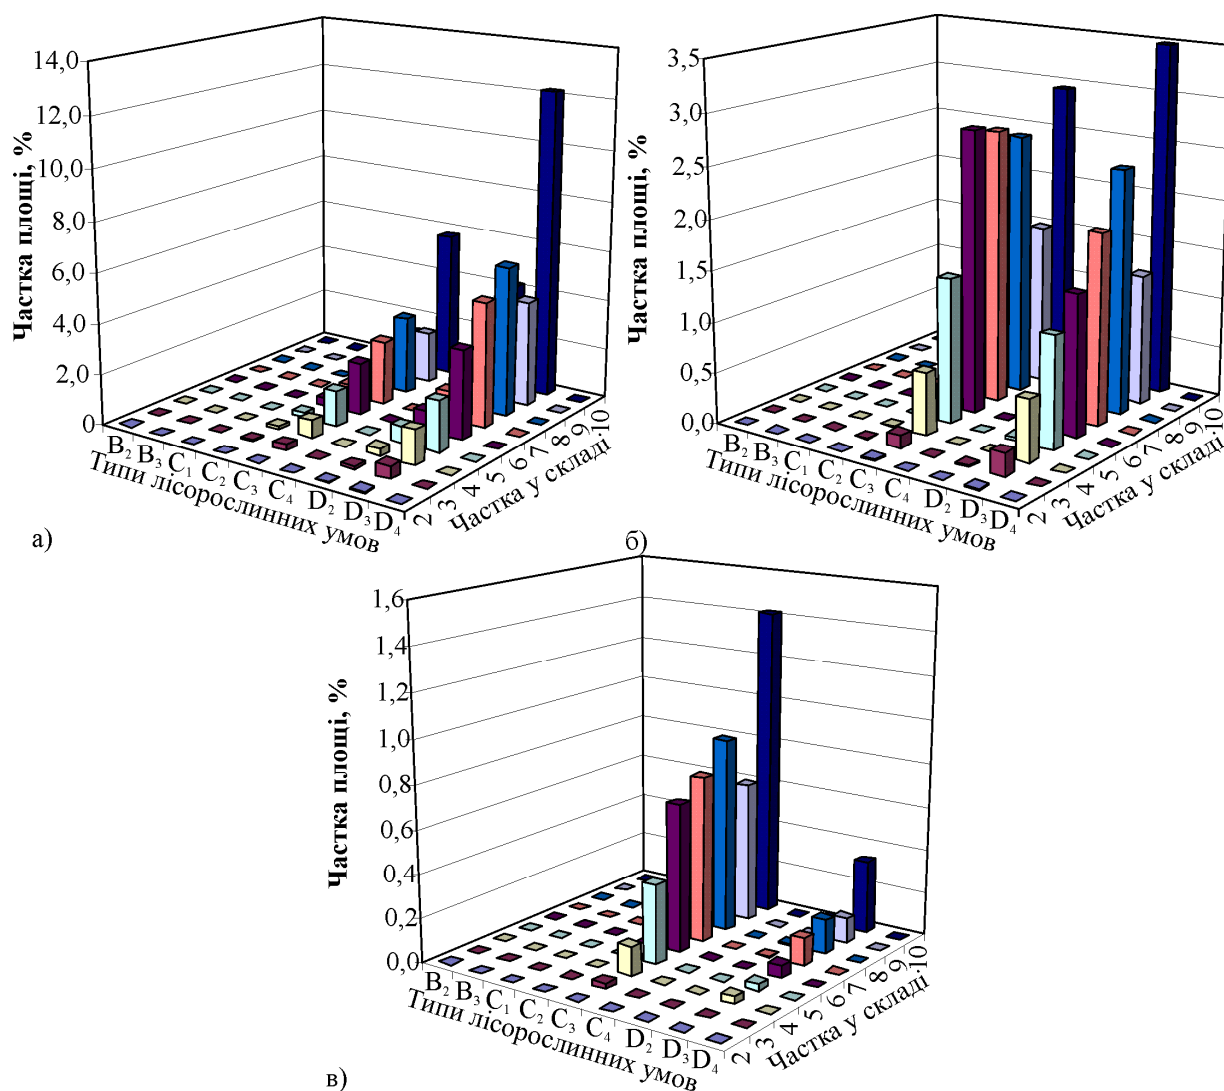 14,0
12,0
10,0
8,0
6,0
4,0
2,0
0
Частка площі, %
B₂ B₃ C₁ C₂ C₃ C₄ D₂ D₃ D₄
Типи лісорослинних умов
2 3 4 5 6 7 8 9 10
Частка у складі
а)
3,5
3,0
2,5
2,0
1,5
1,0
0,5
0,0
Частка площі, %
B₂ B₃ C₁ C₂ C₃ C₄ D₂ D₃ D₄
Типи лісорослинних умов
2 3 4 5 6 7 8 9 10
Частка у складі
б)
1,6
1,4
1,2
1,0
0,8
0,6
0,4
0,2
0,0
Частка площі, %
B₂ B₃ C₁ C₂ C₃ C₄ D₂ D₃ D₄
Типи лісорослинних умов
2 3 4 5 6 7 8 9 10
Частка у складі
в)